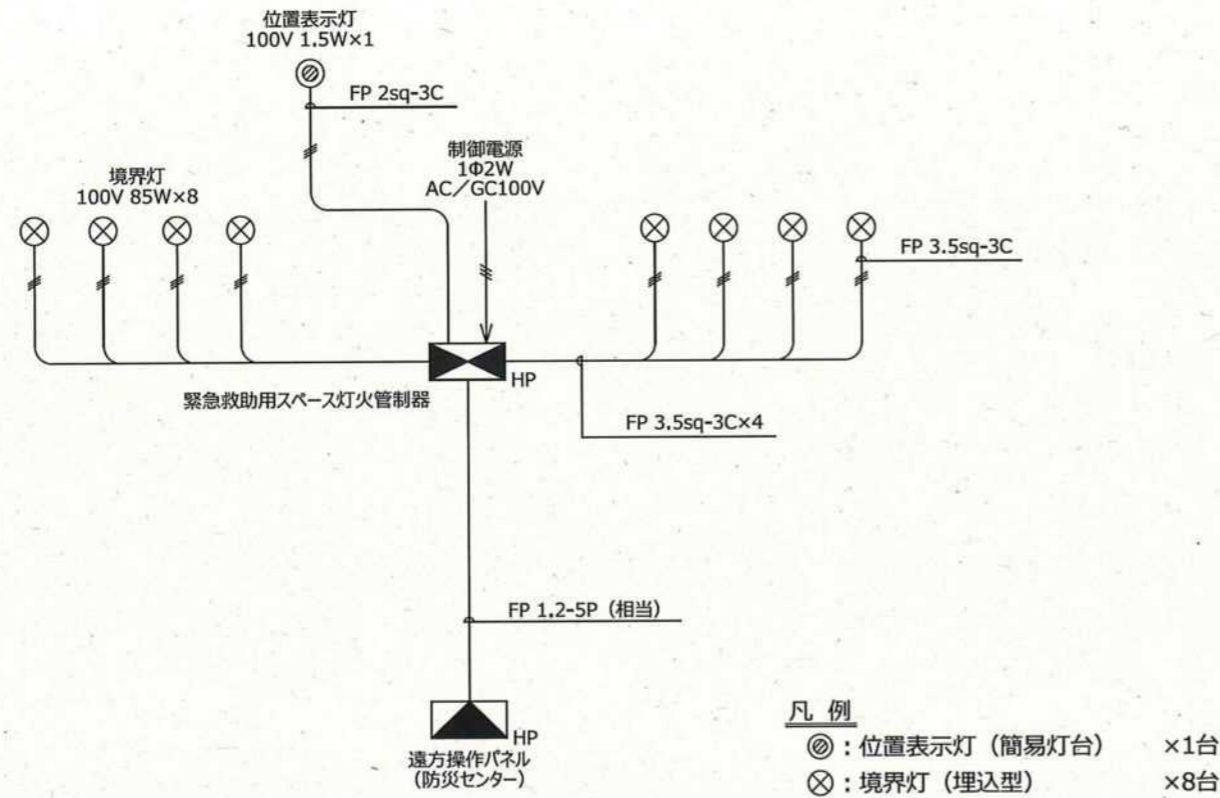 位置表示灯
100V 1.5W×1
FP 2sq-3C
制御電源
1Φ2W
AC／GC100V
境界灯
100V 85W×8
FP 3.5sq-3C
HP
緊急救助用スペース灯火管制器
FP 3.5sq-3C×4
FP 1.2-5P（相当）
HP
遠方操作パネル
（防災センター）
凡 例
◎：位置表示灯（簡易灯台） ×1台
⊗：境界灯（埋込型） ×8台